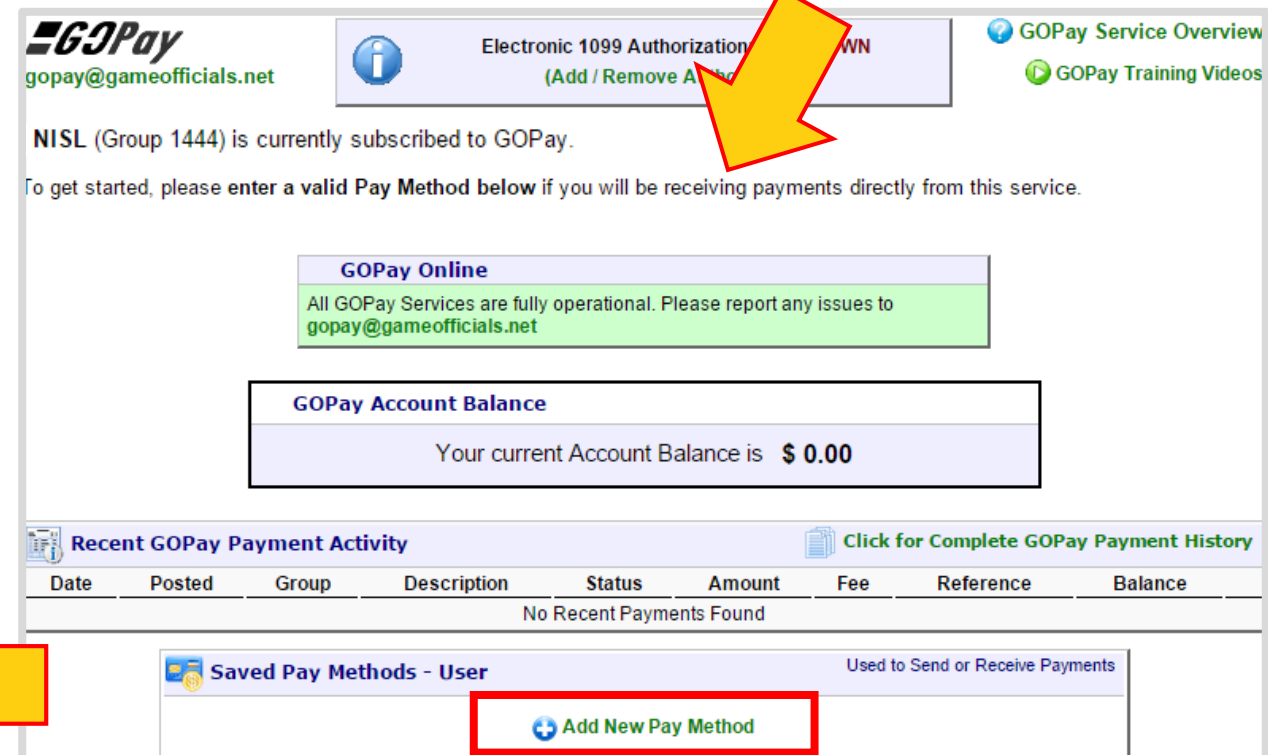 GOPay
gopay@gameofficials.net
Electronic 1099 Authorization
(Add / Remove
GOPay Service Overview
GOPay Training Videos
NISL (Group 1444) is currently subscribed to GOPay.
To get started, please enter a valid Pay Method below if you will be receiving payments directly from this service.
GOPay Online
All GOPay Services are fully operational. Please report any issues to
gopay@gameofficials.net
GOPay Account Balance
Your current Account Balance is $ 0.00
Recent GOPay Payment Activity
Click for Complete GOPay Payment History
Date Posted Group Description Status Amount Fee Reference Balance
No Recent Payments Found
Saved Pay Methods - User
Used to Send or Receive Payments
Add New Pay Method